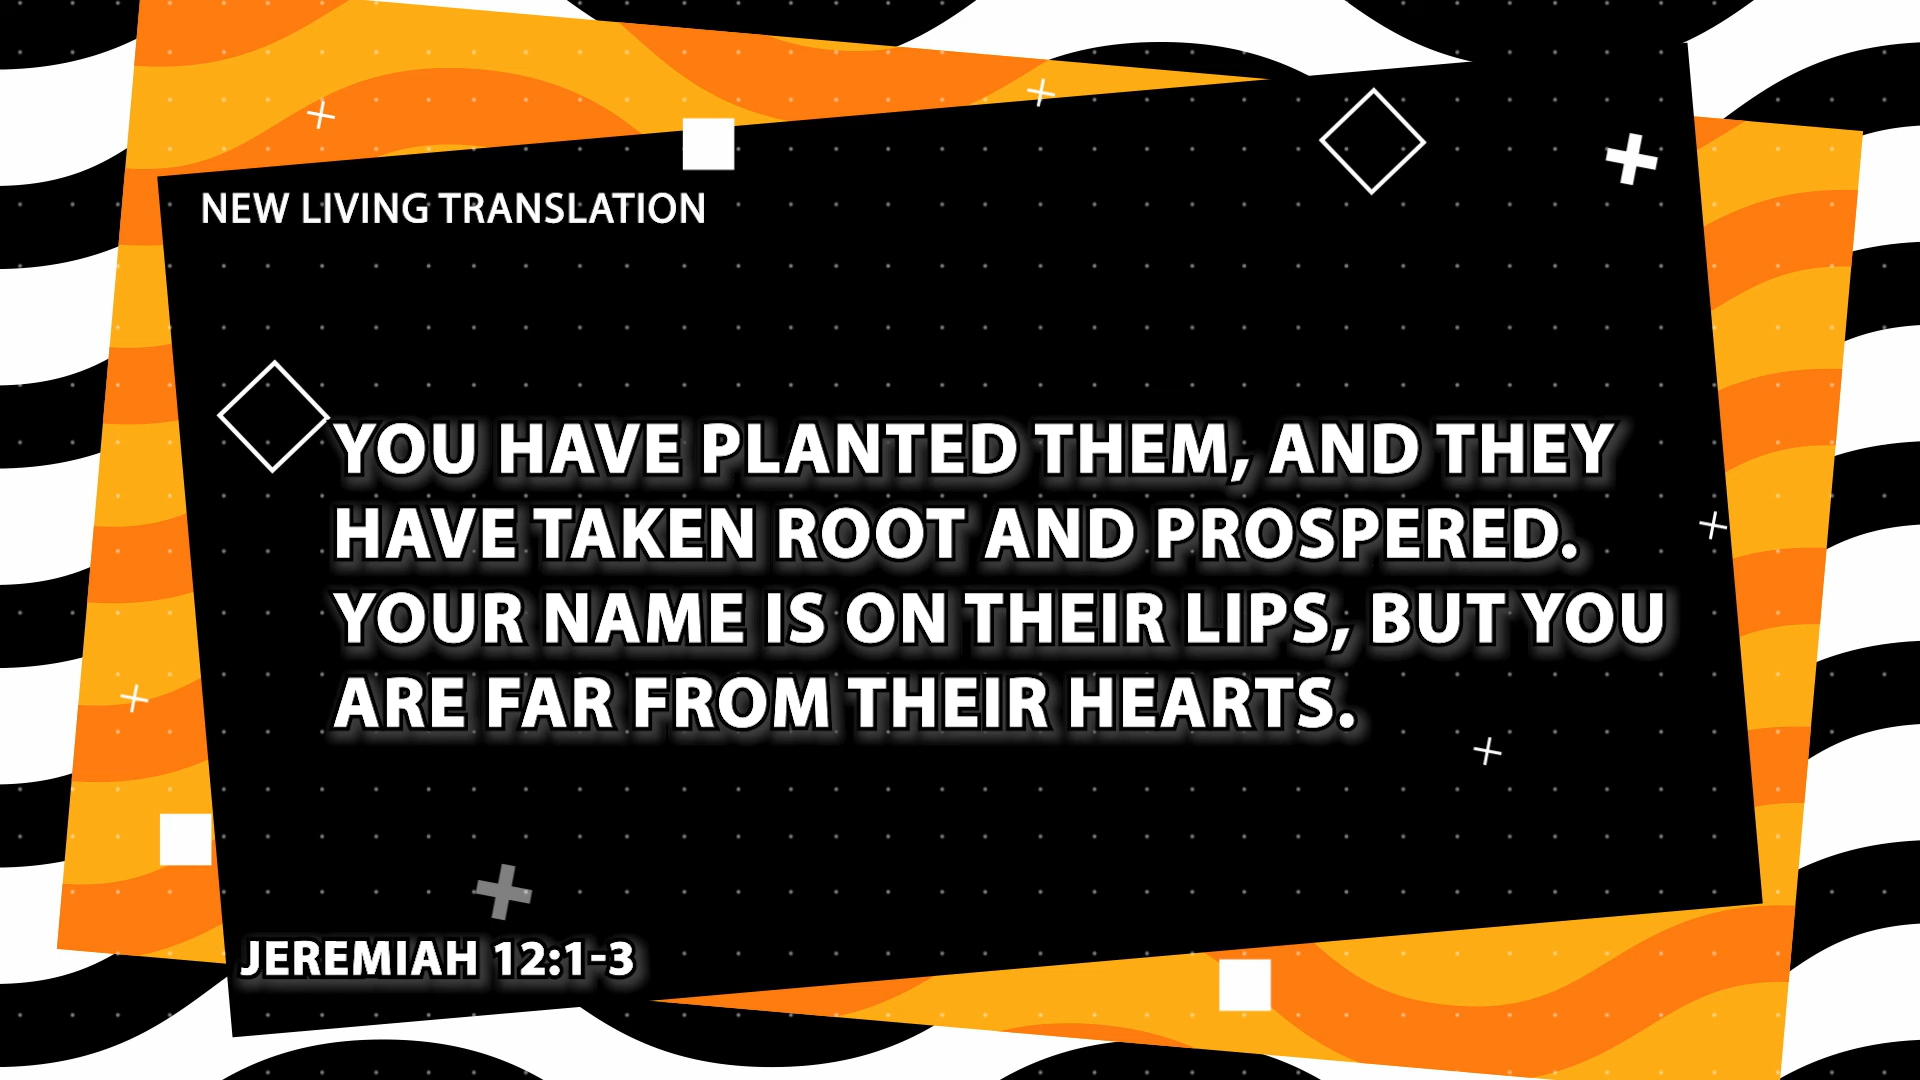 NEW LIVING TRANSLATION
YOU HAVE PLANTED THEM, AND THEY
HAVE TAKEN ROOT AND PROSPERED.
YOUR NAME IS ON THEIR LIPS, BUT YOU
ARE FAR FROM THEIR HEARTS.
JEREMIAH 12:1-3